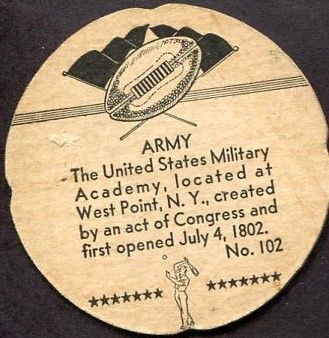 ARMY
The United States Military
Academy, located at
West Point, N. Y., created
by an act of Congress and
first opened July 4, 1802.
No. 102